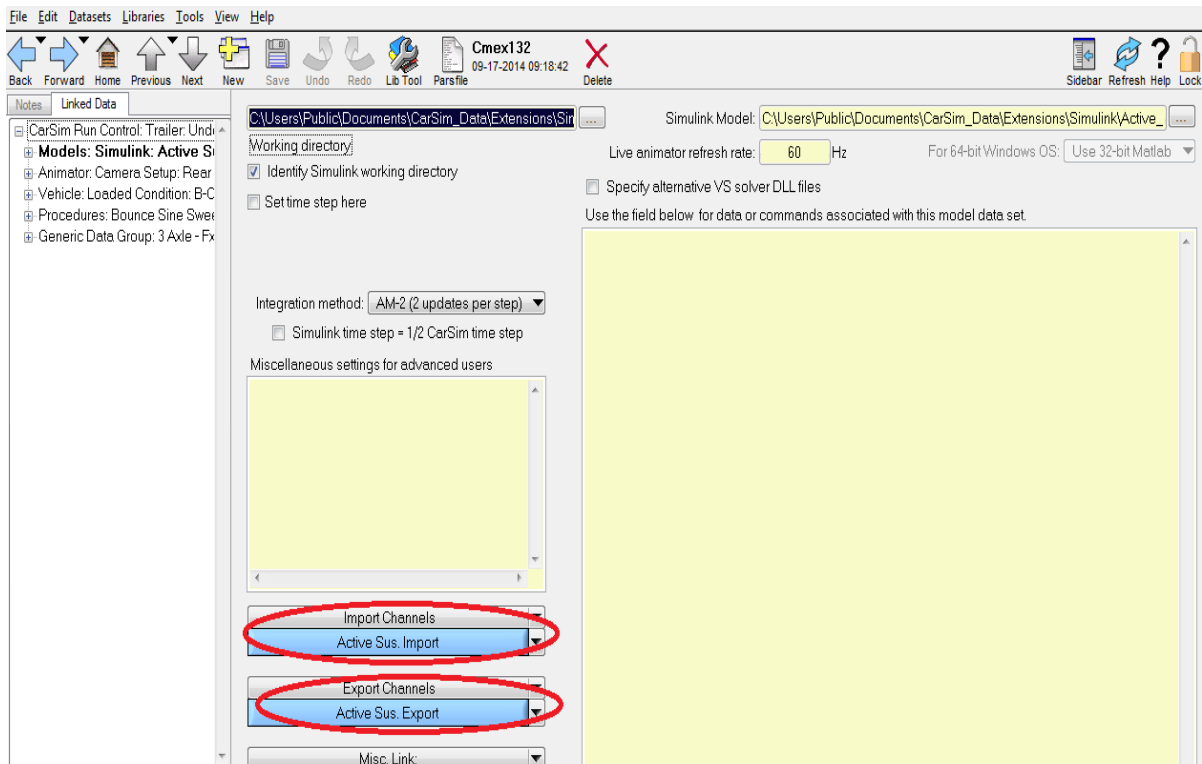 File Edit Datasets Libraries Tools View Help
Back Forward Home Previous Next New Save Undo Redo Lib Tool Parsfile Cmex132 09-17-2014 09:18:42 Delete Sidebar Refresh Help Lock
Notes Linked Data
CarSim Run Control: Trailer: Und
Models: Simulink: Active S
Animator: Camera Setup: Rear
Vehicle: Loaded Condition: B-C
Procedures: Bounce Sine Swe
Generic Data Group: 3 Axle - Fx
C:\Users\Public\Documents\CarSim_Data\Extensions\Sin ...
Working directory
Identify Simulink working directory
Set time step here
Integration method: AM-2 (2 updates per step)
Simulink time step = 1/2 CarSim time step
Miscellaneous settings for advanced users
Import Channels
Active Sus. Import
Export Channels
Active Sus. Export
Misc. Link:
Simulink Model: C:\Users\Public\Documents\CarSim_Data\Extensions\Simulink\Active_ ...
Live animator refresh rate: 60 Hz For 64-bit Windows OS: Use 32-bit Matlab
Specify alternative VS solver DLL files
Use the field below for data or commands associated with this model data set.